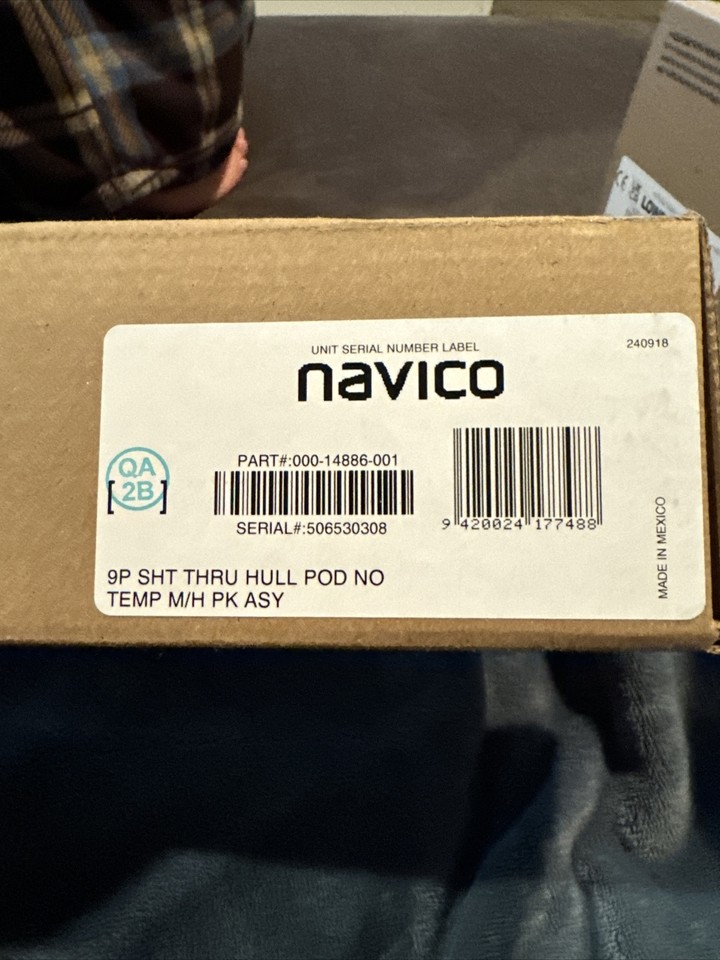 UNIT SERIAL NUMBER LABEL
240918
navico
QA
[2B]
PART#:000-14886-001
SERIAL#:506530308
9 420024 177488
MADE IN MEXICO
9P SHT THRU HULL POD NO
TEMP M/H PK ASY
CE